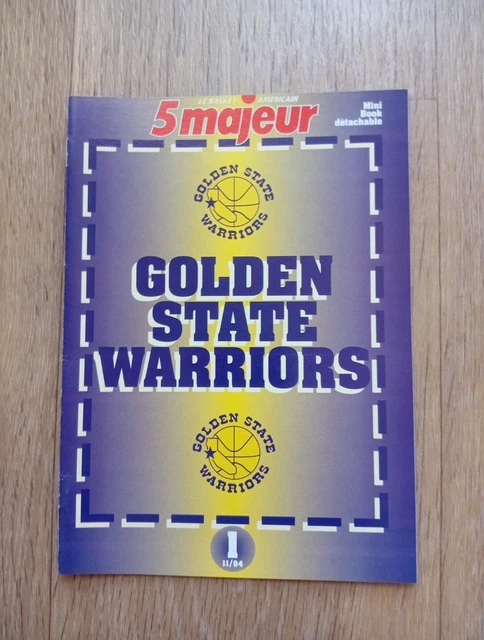 LE BASKET AMERICAIN
5 majeur
Mini
Book
détachable
GOLDEN STATE
WARRIORS
GOLDEN
STATE
WARRIORS
GOLDEN STATE
WARRIORS
1
11/94